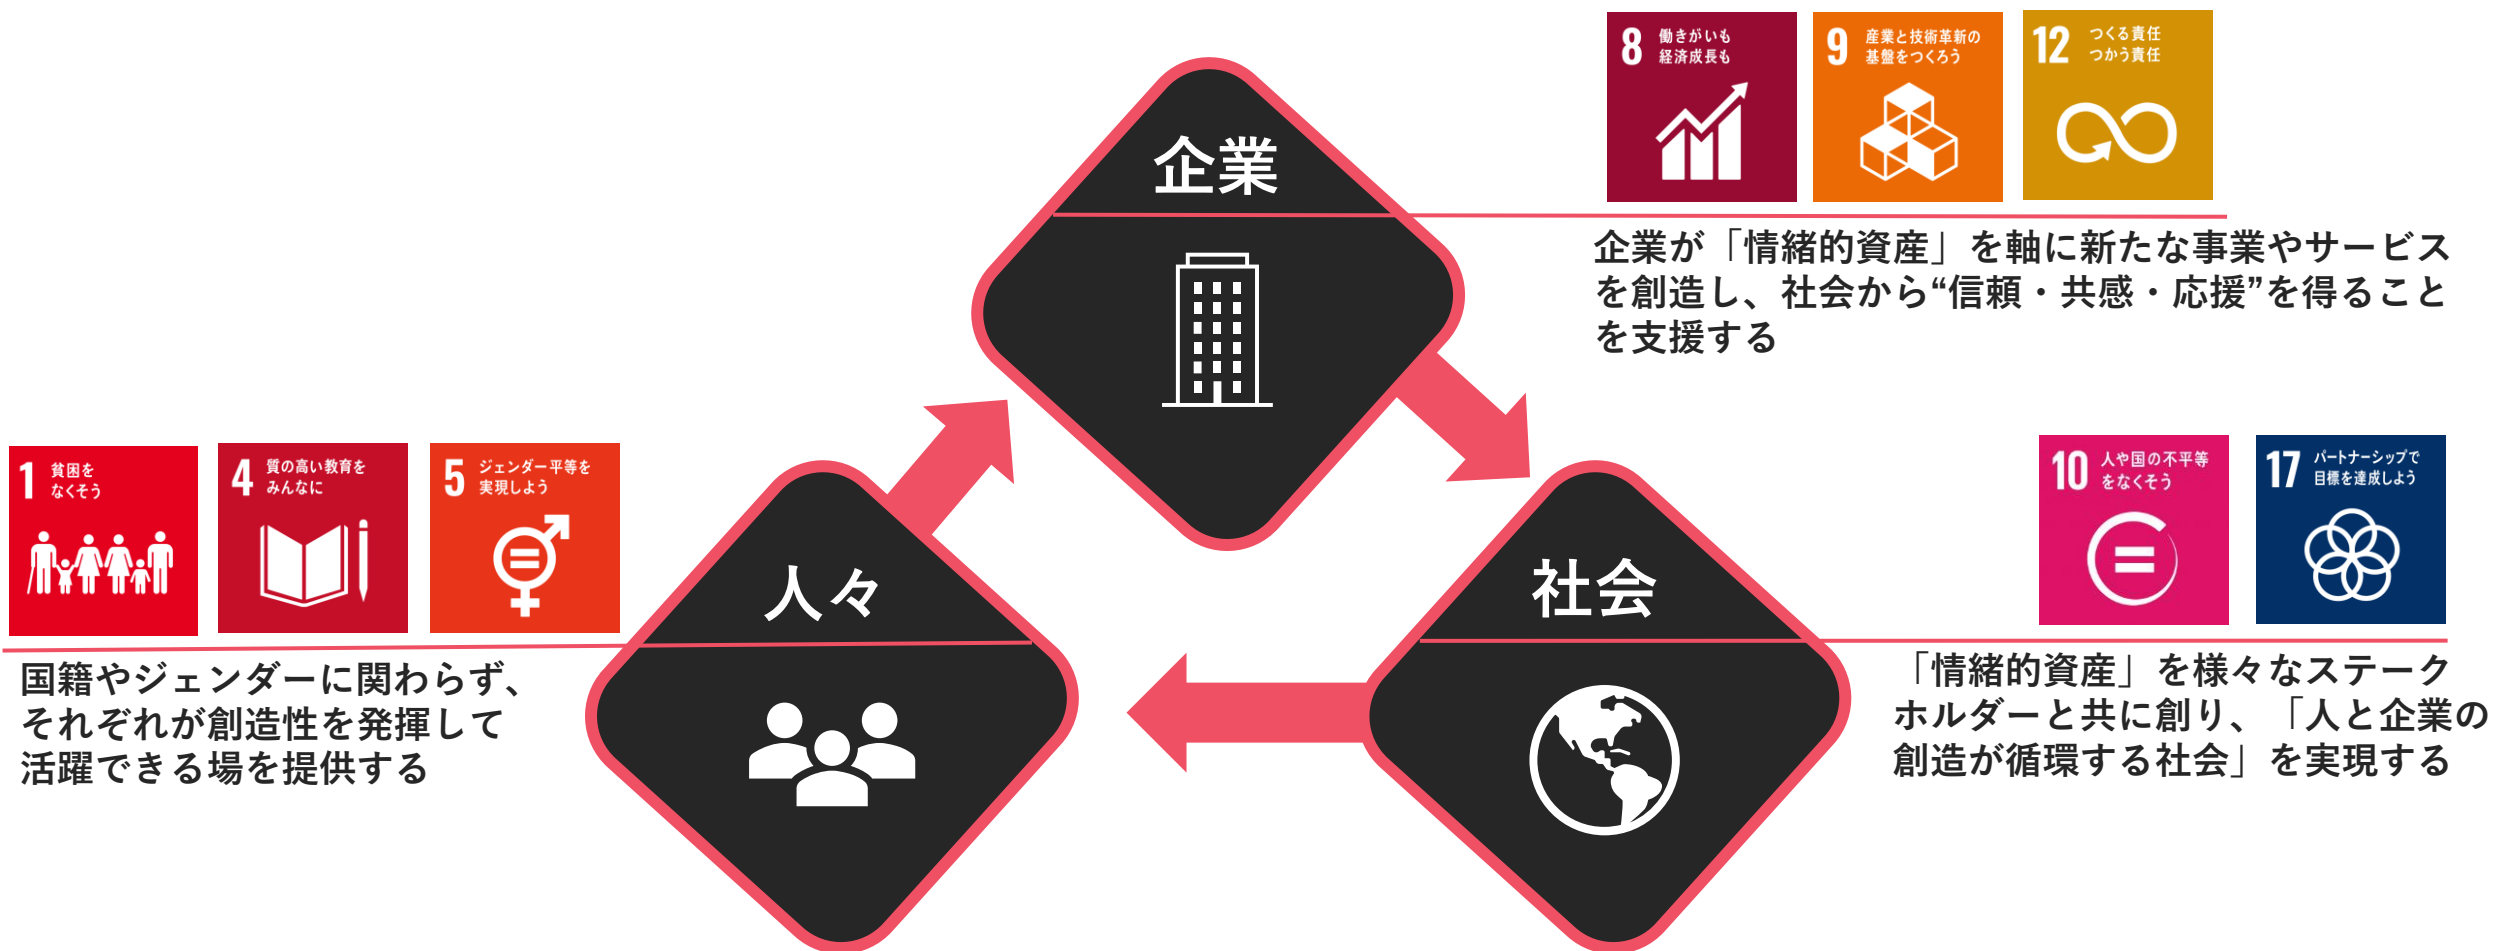 企業
8
働きがいも
経済成長も
9
産業と技術革新の
基盤をつくろう
12
つくる責任
つかう責任
企業が「情緒的資産」を軸に新たな事業やサービス
を創造し、社会から“信頼・共感・応援”を得ること
を支援する
1
貧困を
なくそう
4
質の高い教育を
みんなに
5
ジェンダー平等を
実現しよう
人々
国籍やジェンダーに関わらず、
それぞれが創造性を発揮して
活躍できる場を提供する
社会
10
人や国の不平等
をなくそう
17
パートナーシップで
目標を達成しよう
「情緒的資産」を様々なステーク
ホルダーと共に創り、「人と企業の
創造が循環する社会」を実現する